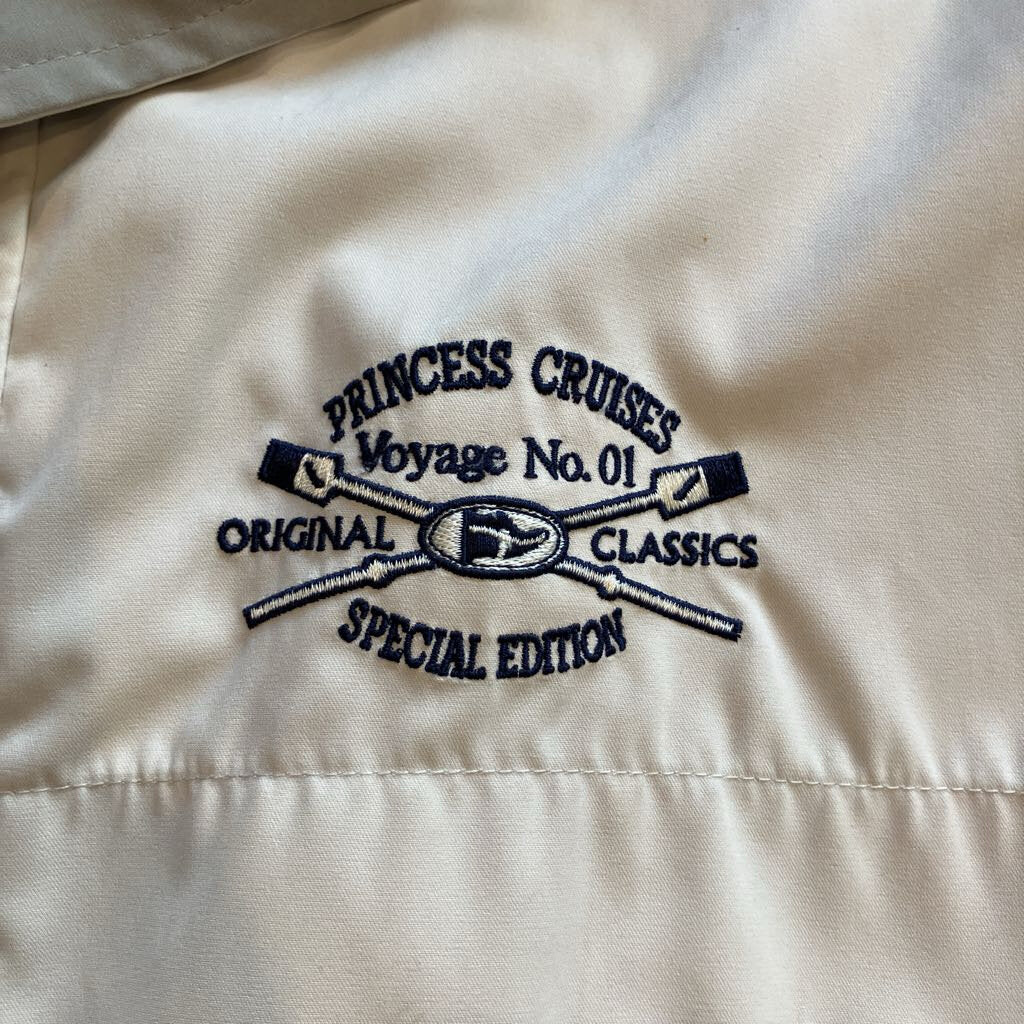 PRINCESS CRUISES
Voyage No. 01
ORIGINAL CLASSICS
SPECIAL EDITION